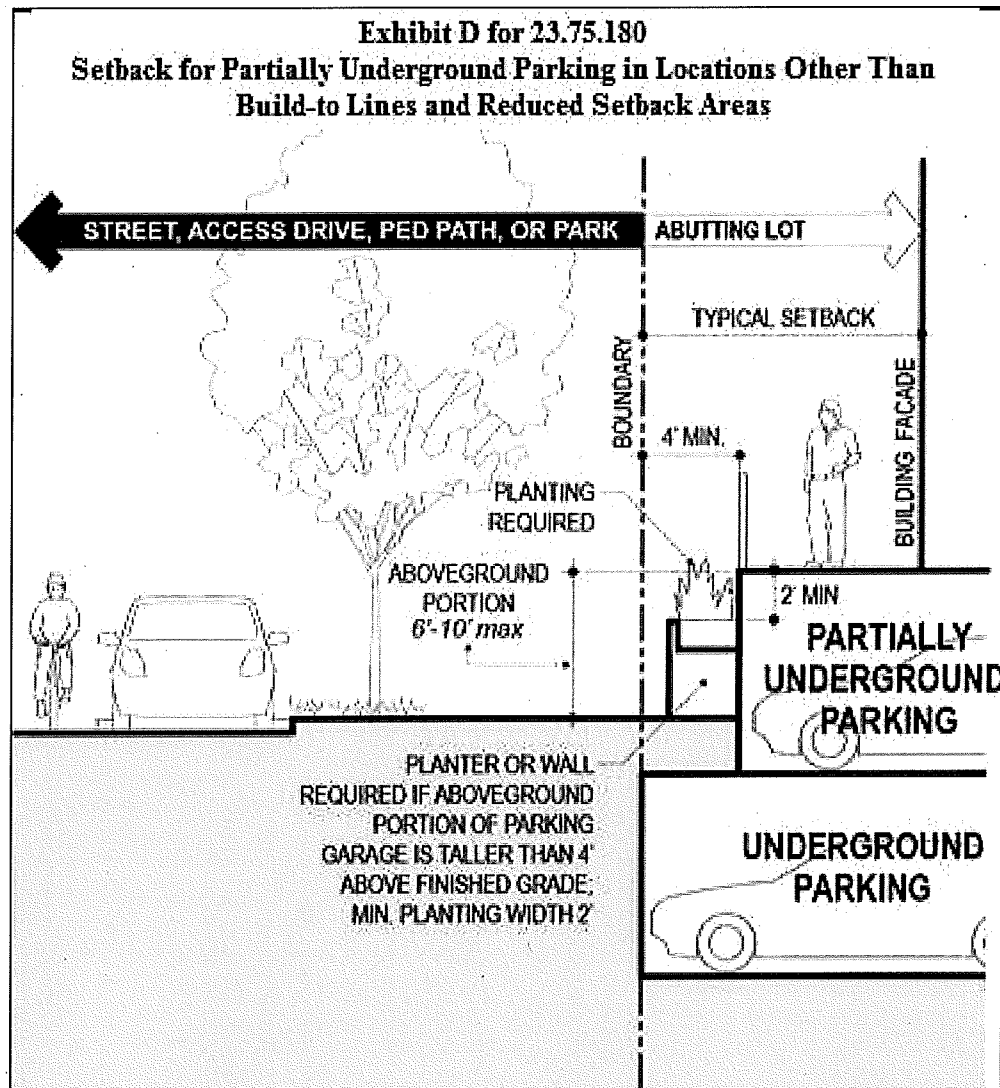 Exhibit D for 23.75.180
Setback for Partially Underground Parking in Locations Other Than
Build-to Lines and Reduced Setback Areas
STREET, ACCESS DRIVE, PED PATH, OR PARK
ABUTTING LOT
TYPICAL SETBACK
BOUNDARY
BUILDING FACADE
4' MIN.
PLANTING
REQUIRED
ABOVEGROUND
PORTION
6'-10' max
2' MIN
PARTIALLY
UNDERGROUND
PARKING
PLANTER OR WALL
REQUIRED IF ABOVEGROUND
PORTION OF PARKING
GARAGE IS TALLER THAN 4'
ABOVE FINISHED GRADE;
MIN. PLANTING WIDTH 2'
UNDERGROUND
PARKING